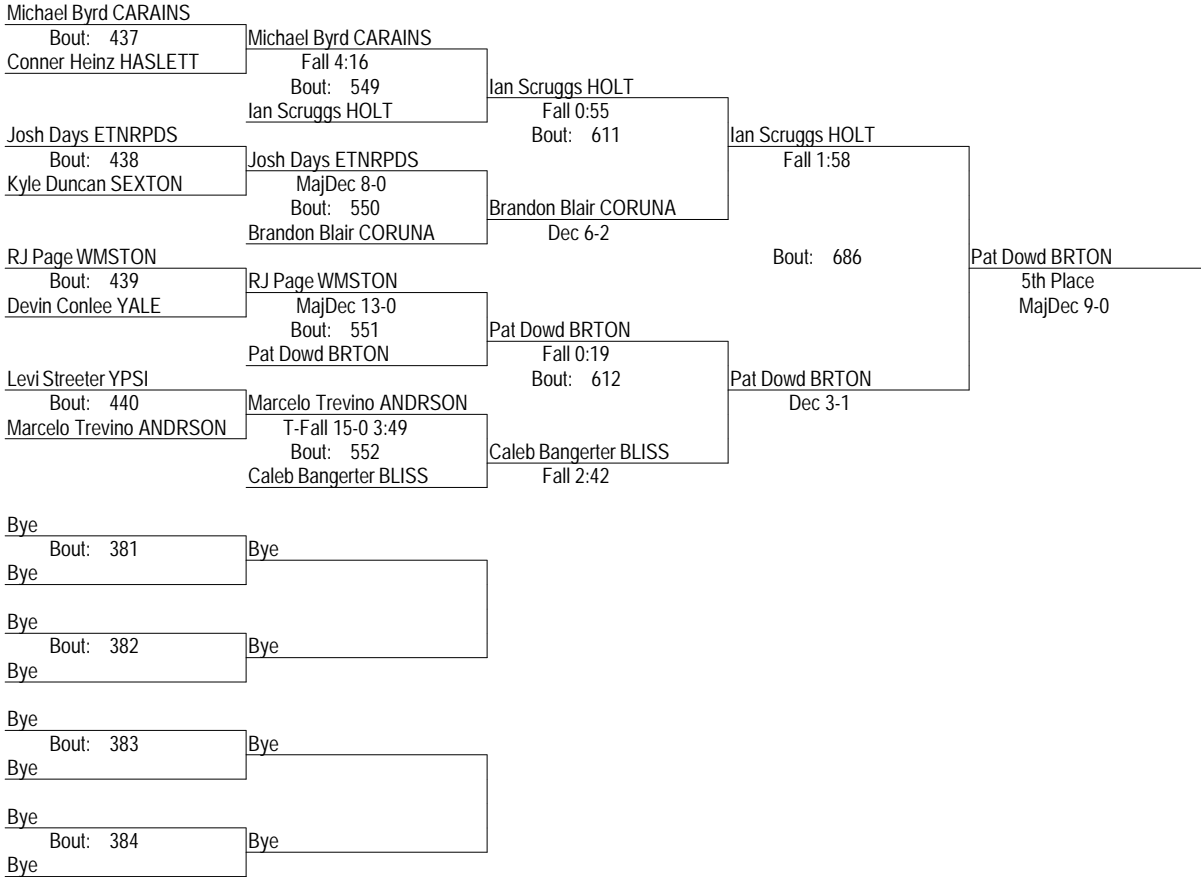 Michael Byrd CARAINS
Bout: 437
Conner Heinz HASLETT
Josh Days ETNRPDS
Bout: 438
Kyle Duncan SEXTON
RJ Page WMSTON
Bout: 439
Devin Conlee YALE
Levi Streeter YPSI
Bout: 440
Marcelo Trevino ANDRSON
Michael Byrd CARAINS
Fall 4:16
Bout: 549
Ian Scruggs HOLT
Josh Days ETNRPDS
MajDec 8-0
Bout: 550
Brandon Blair CORUNA
RJ Page WMSTON
MajDec 13-0
Bout: 551
Pat Dowd BRTON
Marcelo Trevino ANDRSON
T-Fall 15-0 3:49
Bout: 552
Caleb Bangerter BLISS
Ian Scruggs HOLT
Fall 0:55
Bout: 611
Brandon Blair CORUNA
Dec 6-2
Pat Dowd BRTON
Fall 0:19
Bout: 612
Caleb Bangerter BLISS
Fall 2:42
Ian Scruggs HOLT
Fall 1:58
Bout: 686
Pat Dowd BRTON
Dec 3-1
Pat Dowd BRTON
5th Place
MajDec 9-0
Bye
Bout: 381
Bye
Bye
Bye
Bout: 382
Bye
Bye
Bye
Bout: 383
Bye
Bye
Bye
Bout: 384
Bye
Bye